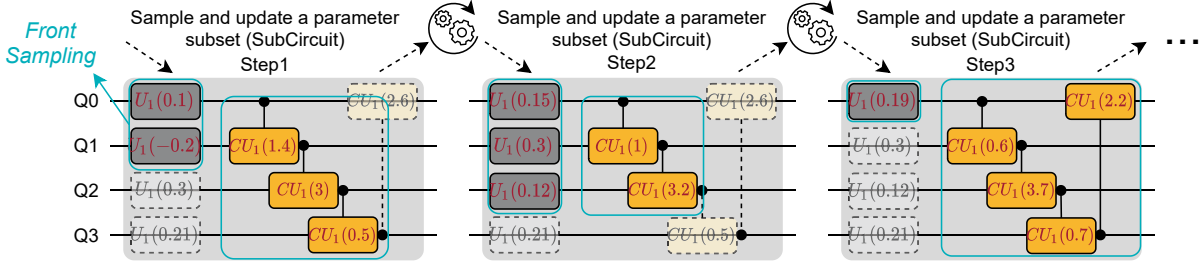 Front
Sampling
Sample and update a parameter
subset (SubCircuit)
Step1
Q0
Q1
Q2
Q3
U₁(0.1)
U₁(−0.2)
U₁(0.3)
U₁(0.21)
CU₁(1.4)
CU₁(3)
CU₁(0.5)
CU₁(2.6)
Sample and update a parameter
subset (SubCircuit)
Step2
U₁(0.15)
U₁(0.3)
U₁(0.12)
U₁(0.21)
CU₁(1)
CU₁(3.2)
CU₁(0.5)
CU₁(2.6)
Sample and update a parameter
subset (SubCircuit)
Step3
U₁(0.19)
U₁(0.3)
U₁(0.12)
U₁(0.21)
CU₁(0.6)
CU₁(3.7)
CU₁(0.7)
CU₁(2.2)
...